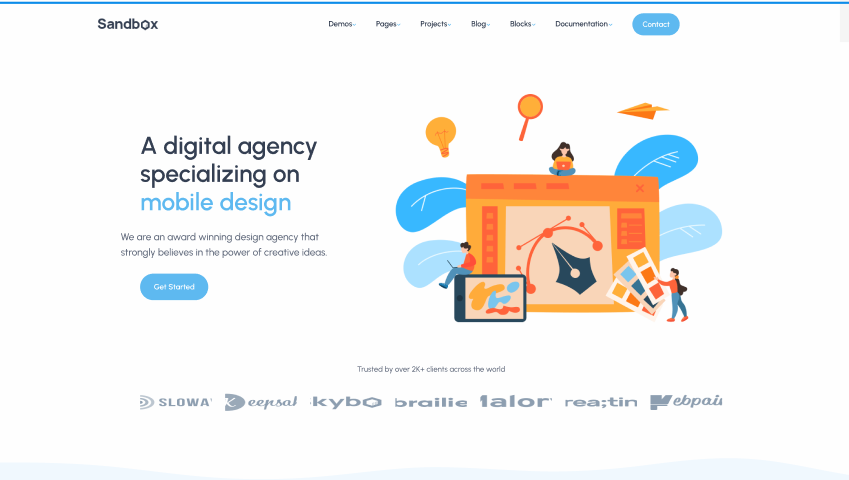 Sandbox
Demos
Pages
Projects
Blog
Blocks
Documentation
Contact
A digital agency
specializing on
mobile design
We are an award winning design agency that
strongly believes in the power of creative ideas.
Get Started
Trusted by over 2K+ clients across the world
SLOWA
eepsal
kybo
brailie
alor
rea;tin
ebpai